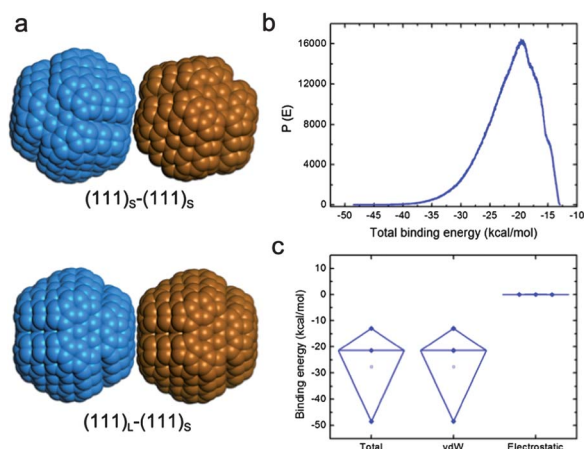 a
(111)S-(111)S
(111)L-(111)S
b
P (E)
16000
12000
8000
4000
0
-50 -45 -40 -35 -30 -25 -20 -15 -10
Total binding energy (kcal/mol)
c
Binding energy (kcal/mol)
10
0
-10
-20
-30
-40
-50
Total vdW Electrostatic